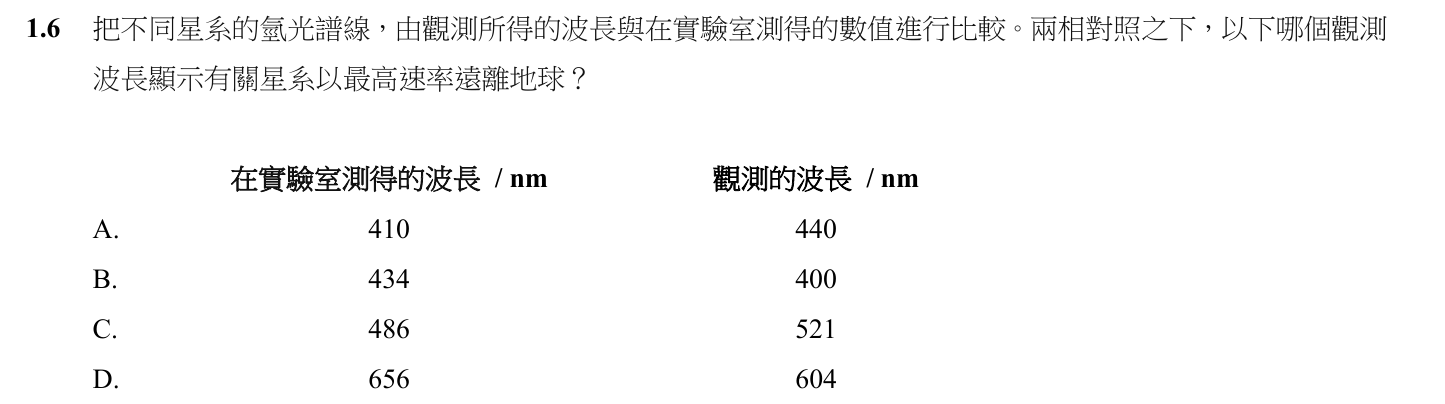 1.6 把不同星系的氫光譜線，由觀測所得的波長與在實驗室測得的數值進行比較。兩相對照之下，以下哪個觀測
波長顯示有關星系以最高速率遠離地球？
在實驗室測得的波長 / nm 觀測的波長 / nm
A. 410 440
B. 434 400
C. 486 521
D. 656 604